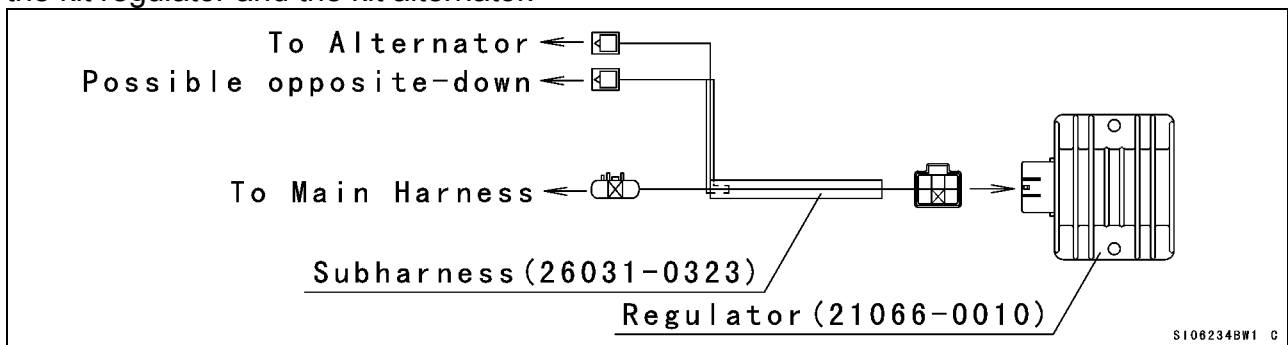 the kit regulator and the kit alternator.
To Alternator
Possible opposite-down
To Main Harness
Subharness(26031-0323)
Regulator(21066-0010)
SI06234BW1 C